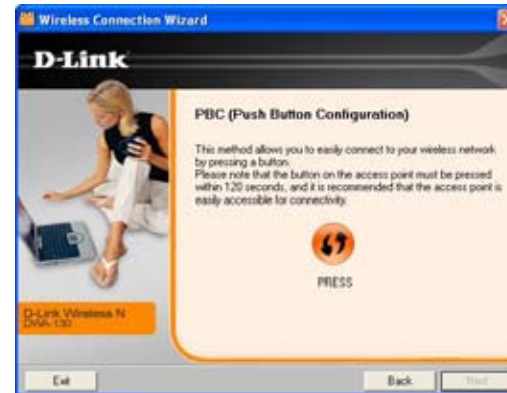 Wireless Connection Wizard
D-Link
PBC (Push Button Configuration)
This method allows you to easily connect to your wireless network
by pressing a button.
Please note that the button on the access point must be pressed
within 120 seconds, and it is recommended that the access point is
easily accessible for connectivity.
PRESS
D-Link Wireless N
DWA-130
Exit
Back
Next